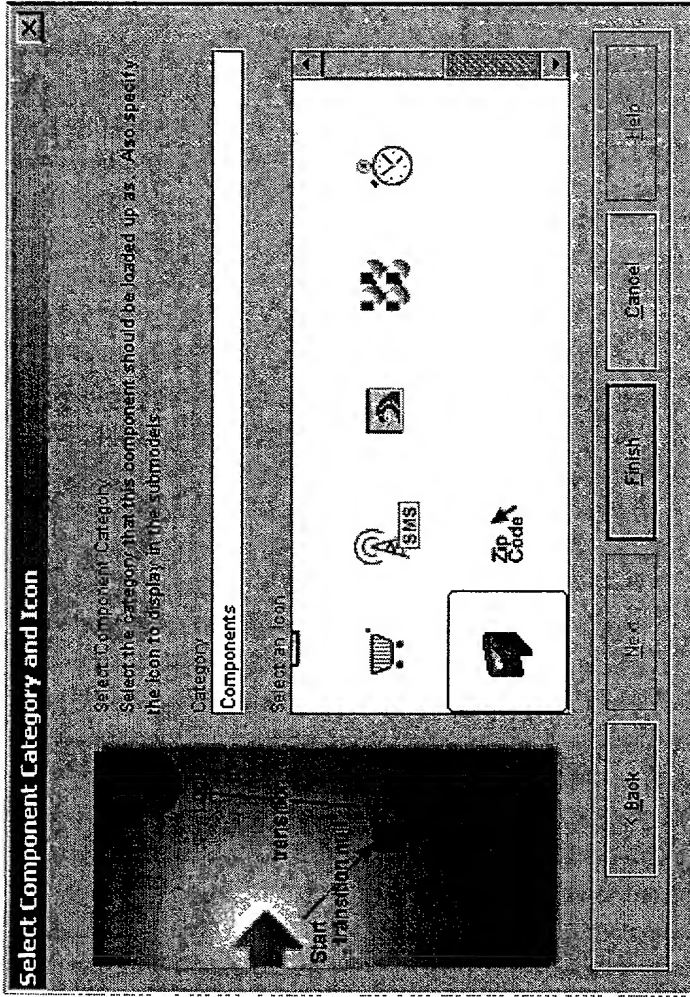 Select Component Category and Icon
Select Component Category
Select the category that this component should be loaded up as. Also specify
the icon to display in the submodels.
Category
Components
Select an Icon
SMS
Zip
Code
Start
transition
transition
< Back
Next >
Finish
Cancel
Help